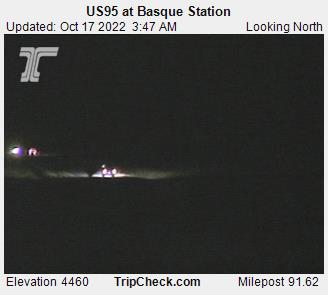 US95 at Basque Station
Updated: Oct 17 2022 3:47 AM Looking North
Elevation 4460 TripCheck.com Milepost 91.62